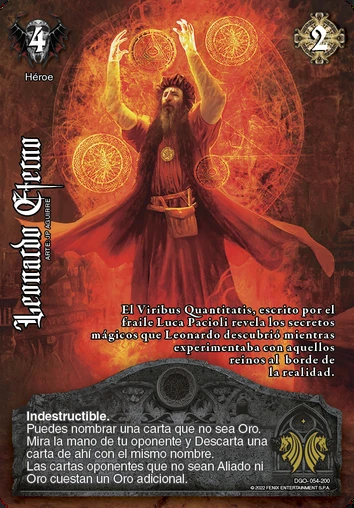 4
2
Héroe
Leonardo Eterno
ARTE: JP AGUIRRE
El Viribus Quantitatis, escrito por el
fraile Luca Pacioli revela los secretos
mágicos que Leonardo descubrió mientras
experimentaba con aquellos
reinos al borde de
la realidad.
Indestructible.
Puedes nombrar una carta que no sea Oro.
Mira la mano de tu oponente y Descarta una
carta de ahí con el mismo nombre.
Las cartas oponentes que no sean Aliado ni
Oro cuestan un Oro adicional.
DGO- 054-200
© 2022 FENIX ENTERTAINMENT S.P.A.